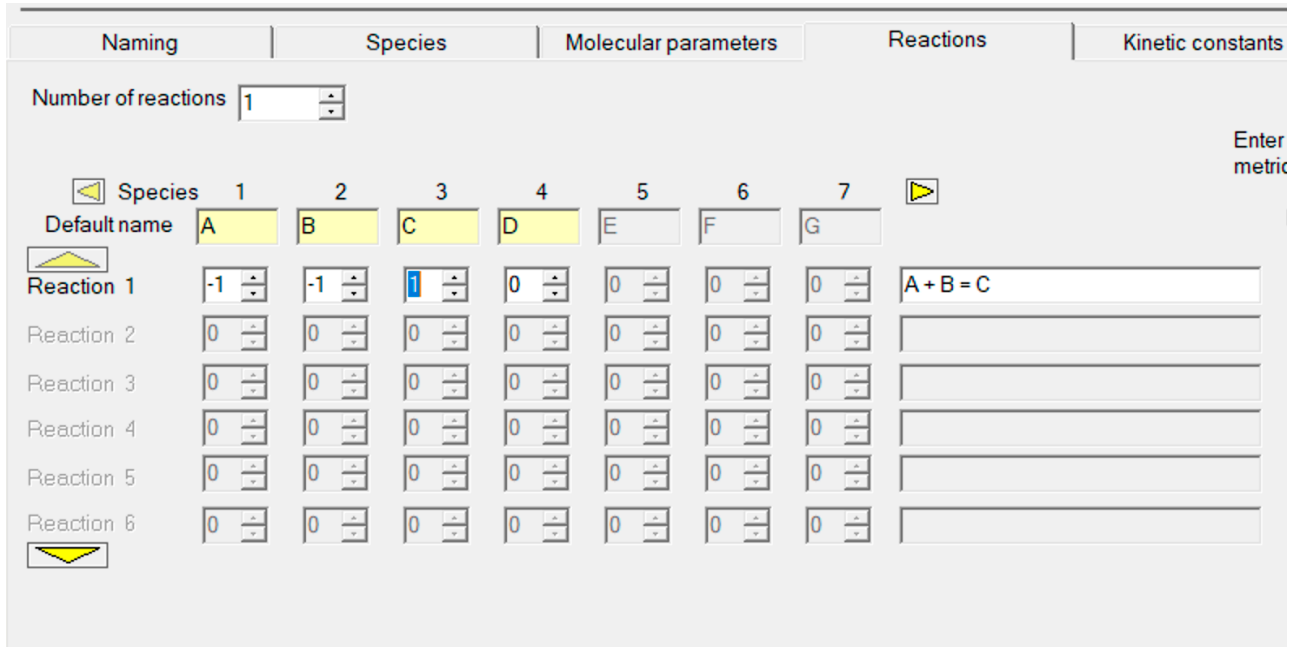 Naming Species Molecular parameters Reactions Kinetic constants
Number of reactions 1
Enter
metric
Species 1 2 3 4 5 6 7
Default name A B C D E F G
Reaction 1 -1 -1 1 0 0 0 0 A + B = C
Reaction 2 0 0 0 0 0 0 0
Reaction 3 0 0 0 0 0 0 0
Reaction 4 0 0 0 0 0 0 0
Reaction 5 0 0 0 0 0 0 0
Reaction 6 0 0 0 0 0 0 0